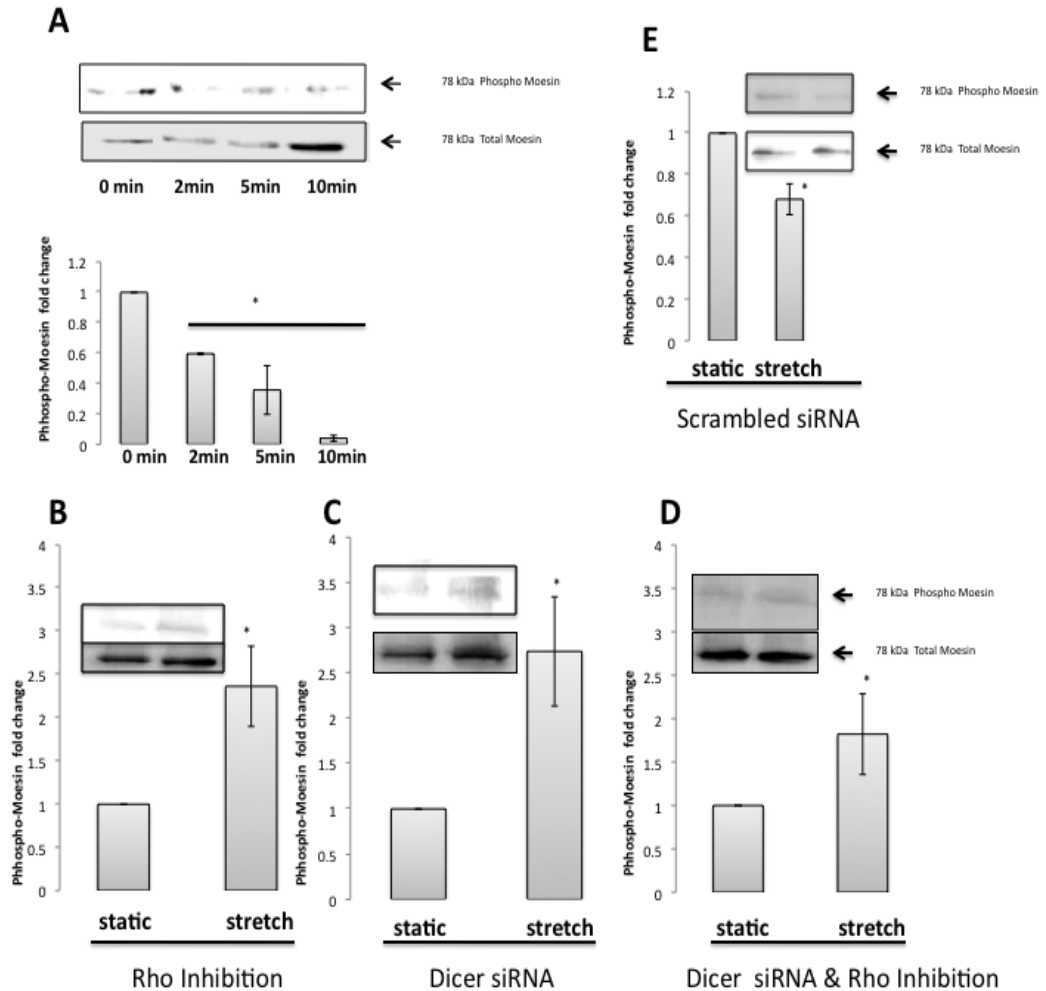 A
78 kDa Phospho Moesin
78 kDa Total Moesin
0 min 2min 5min 10min
Phhospho-Moesin fold change
1.2
1
0.8
0.6
0.4
0.2
0
*
0 min 2min 5min 10min
E
78 kDa Phospho Moesin
78 kDa Total Moesin
Phhospho-Moesin fold change
1.2
1
0.8
0.6
0.4
0.2
0
*
static stretch
Scrambled siRNA
B
Phhospho-Moesin fold change
4
3.5
3
2.5
2
1.5
1
0.5
0
*
static stretch
Rho Inhibition
C
Phhospho-Moesin fold change
4
3.5
3
2.5
2
1.5
1
0.5
0
*
static stretch
Dicer siRNA
D
78 kDa Phospho Moesin
78 kDa Total Moesin
Phhospho-Moesin fold change
4
3.5
3
2.5
2
1.5
1
0.5
0
*
static stretch
Dicer siRNA & Rho Inhibition